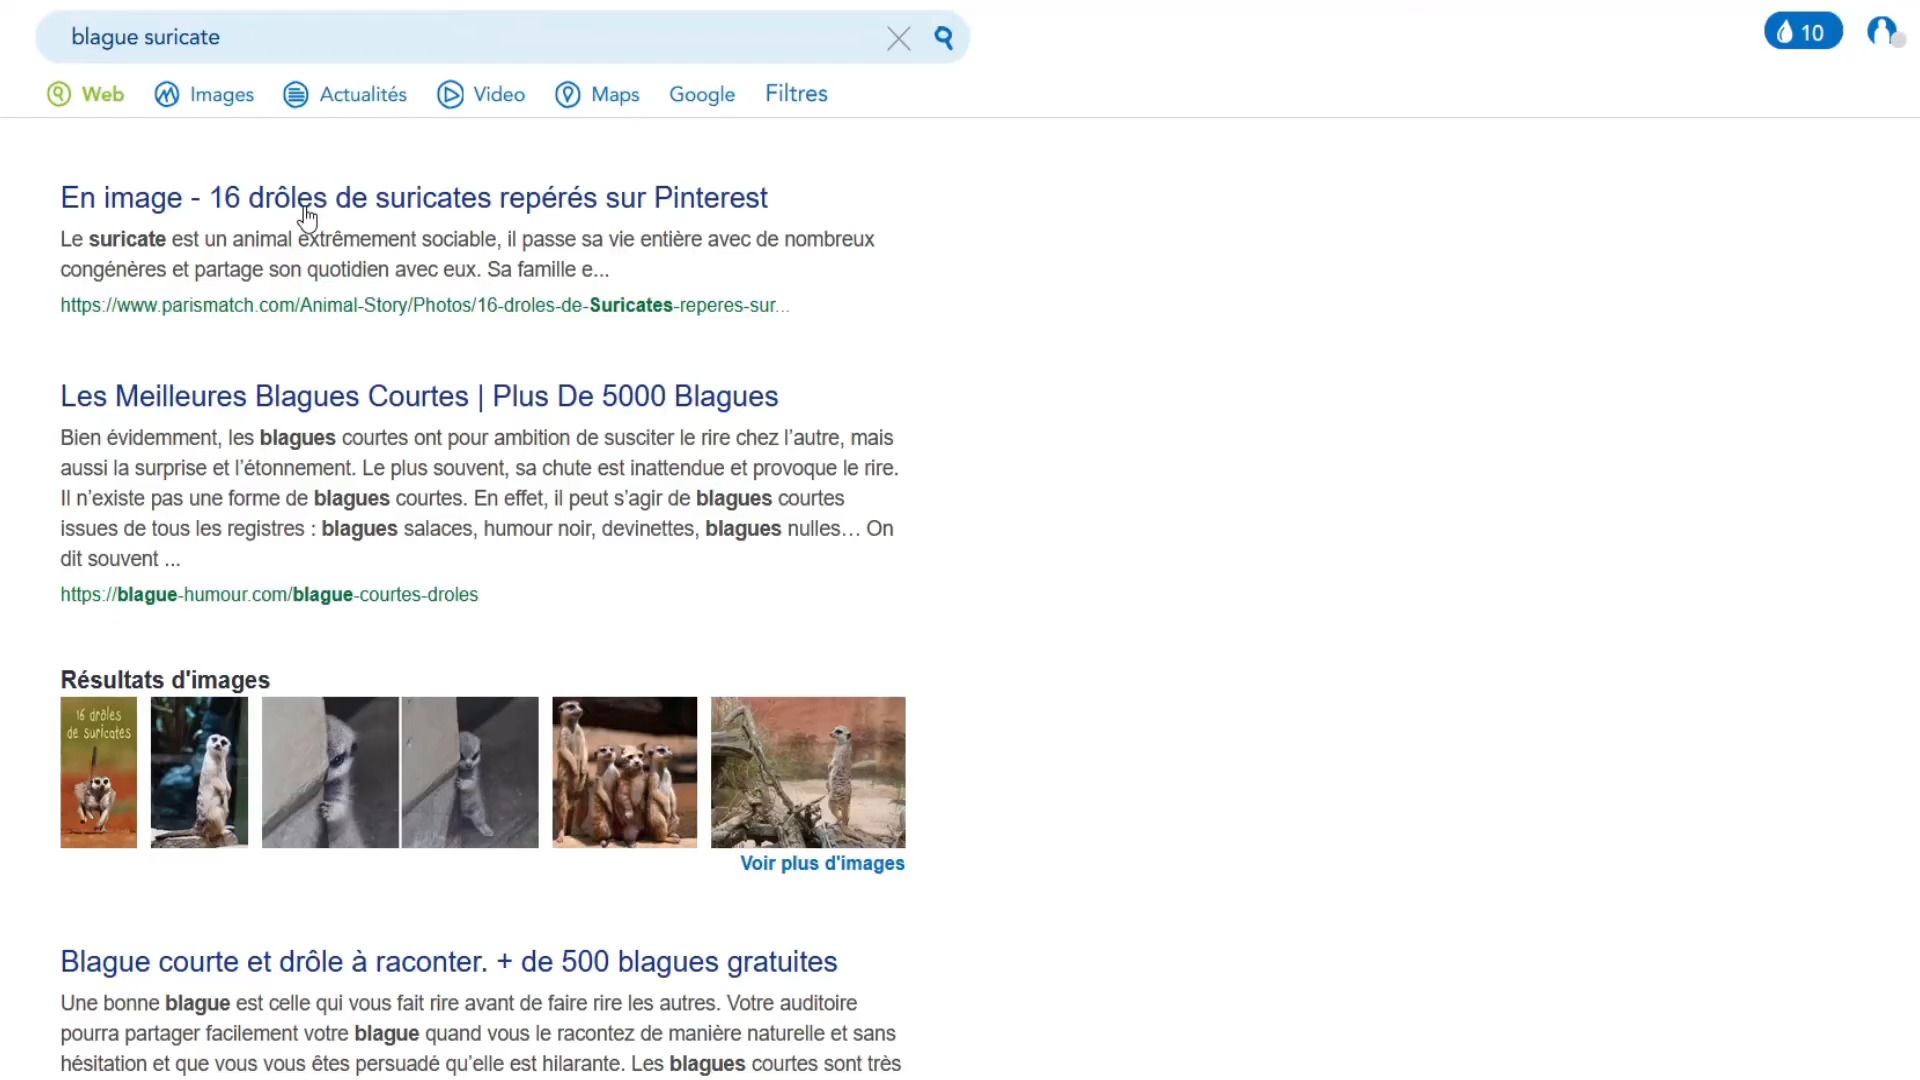 blague suricate
10
Web Images Actualités Video Maps Google Filtres
En image - 16 drôles de suricates repérés sur Pinterest
Le suricate est un animal extrêmement sociable, il passe sa vie entière avec de nombreux
congénères et partage son quotidien avec eux. Sa famille e...
https://www.parismatch.com/Animal-Story/Photos/16-droles-de-Suricates-reperes-sur...
Les Meilleures Blagues Courtes | Plus De 5000 Blagues
Bien évidemment, les blagues courtes ont pour ambition de susciter le rire chez l’autre, mais
aussi la surprise et l’étonnement. Le plus souvent, sa chute est inattendue et provoque le rire.
Il n’existe pas une forme de blagues courtes. En effet, il peut s’agir de blagues courtes
issues de tous les registres : blagues salaces, humour noir, devinettes, blagues nulles… On
dit souvent ...
https://blague-humour.com/blague-courtes-droles
Résultats d'images
16 drôles
de suricates
Voir plus d'images
Blague courte et drôle à raconter. + de 500 blagues gratuites
Une bonne blague est celle qui vous fait rire avant de faire rire les autres. Votre auditoire
pourra partager facilement votre blague quand vous le racontez de manière naturelle et sans
hésitation et que vous vous êtes persuadé qu’elle est hilarante. Les blagues courtes sont très